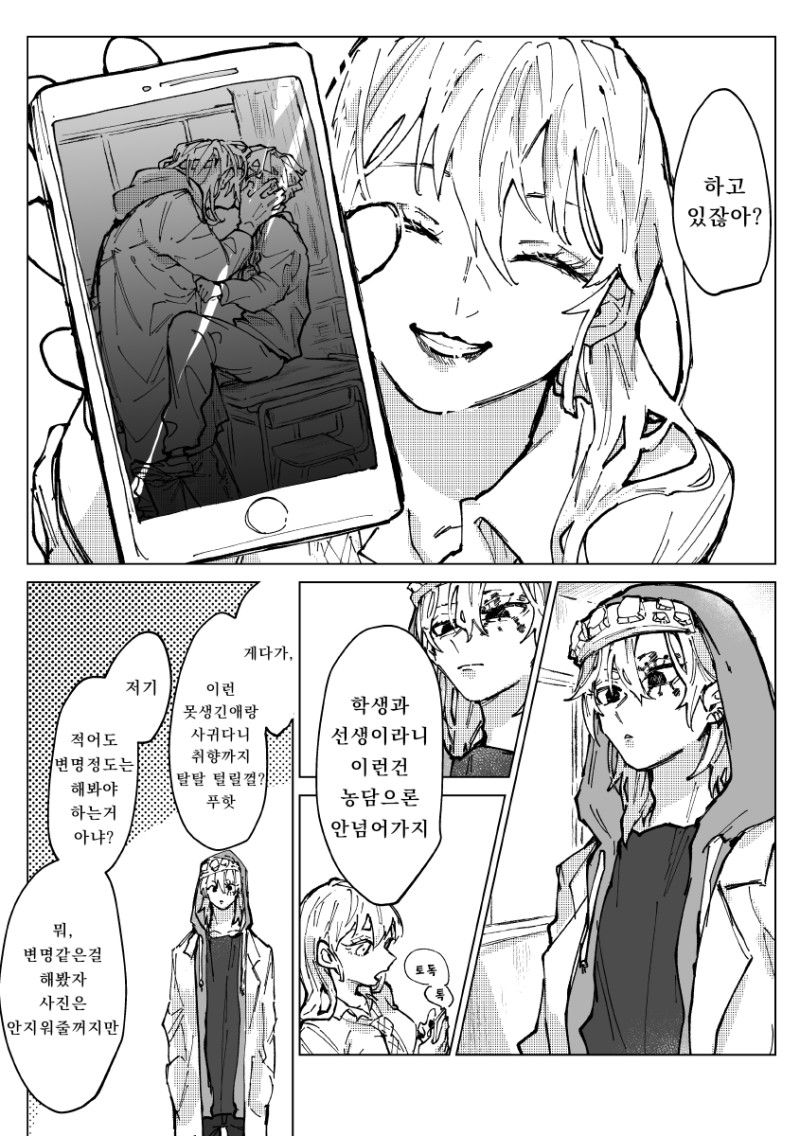 하고
있잖아?
학생과
선생이라니
이런건
농담으론
안넘어가지
토독
톡
게다가,
이런
못생긴애랑
사귀다니
취향까지
탈탈 털릴껄?
푸핫
저기
적어도
변명정도는
해봐야
하는거
아냐?
뭐,
변명같은걸
해봤자
사진은
안지워줄꺼지만